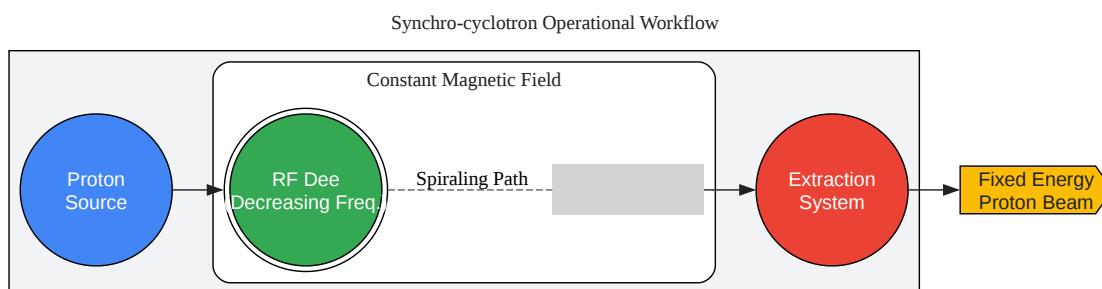 Synchro-cyclotron Operational Workflow
Constant Magnetic Field
Proton
Source
RF Dee
(Decreasing Freq.)
Spiraling Path
Extraction
System
Fixed Energy
Proton Beam